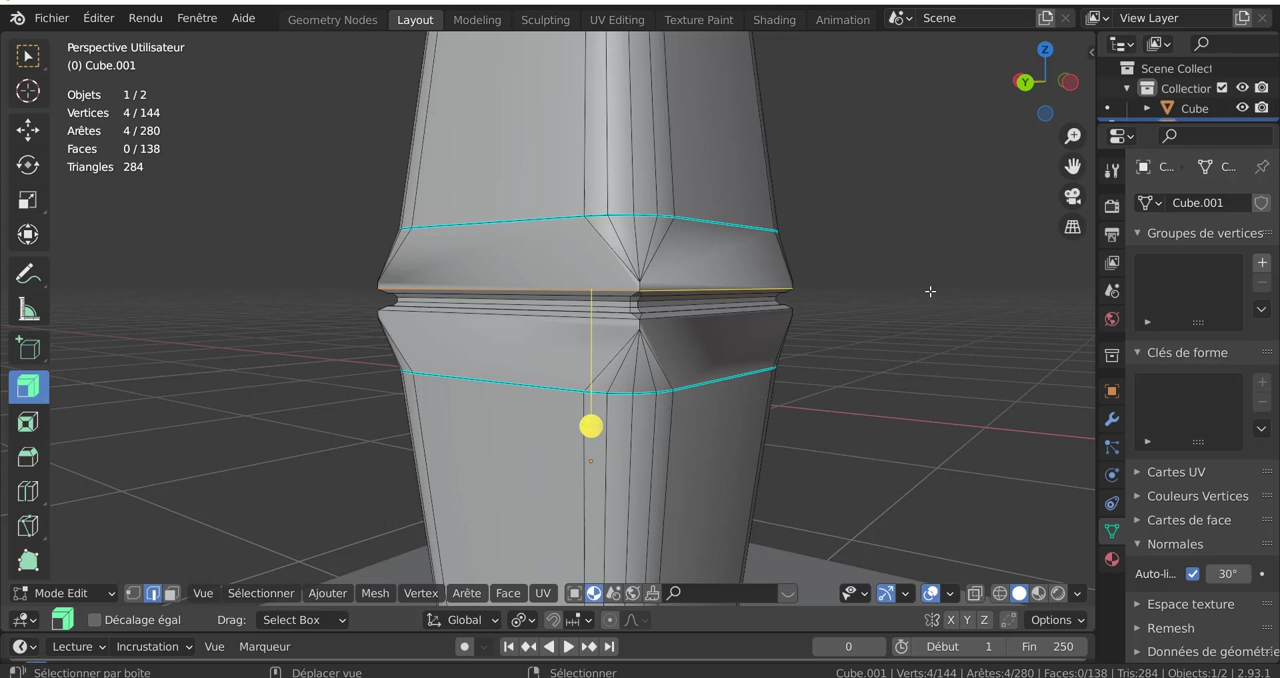 Fichier Éditer Rendu Fenêtre Aide Geometry Nodes Layout Modeling Sculpting UV Editing Texture Paint Shading Animation Scene View Layer
Perspective Utilisateur
(0) Cube.001
Objets 1 / 2
Vertices 4 / 144
Arêtes 4 / 280
Faces 0 / 138
Triangles 284
Z
Y
Scene Collect
Collection
Cube
C...
C...
Cube.001
Groupes de vertices
Clés de forme
Cartes UV
Couleurs Vertices
Cartes de face
Normales
Auto-li... 30°
Espace texture
Remesh
Données de géométrie
Mode Edit Vue Sélectionner Ajouter Mesh Vertex Arête Face UV
Décalage égal Drag: Select Box Global X Y Z Options
Lecture Incrustation Vue Marqueur 0 Début 1 Fin 250
Sélectionner par boîte Déplacer vue Cube.001 | Verts:4/144 | Arêtes:4/280 | Faces:0/138 | Tris:284 | Objects:1/2 | 2.93.1